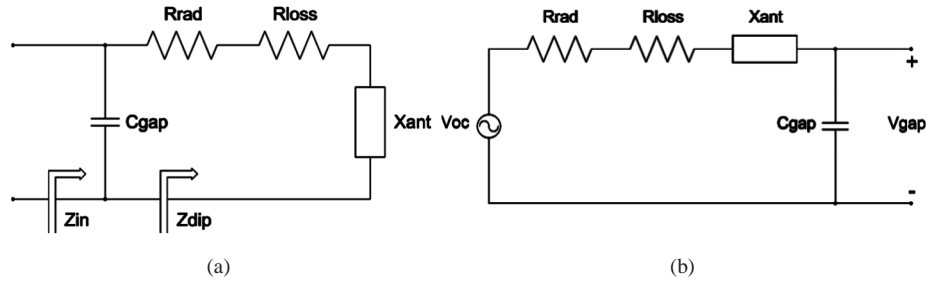 Rrad Rloss
Cgap
Xant
Zin Zdip
(a)
Rrad Rloss Xant
Voc
Cgap
+
Vgap
-
(b)